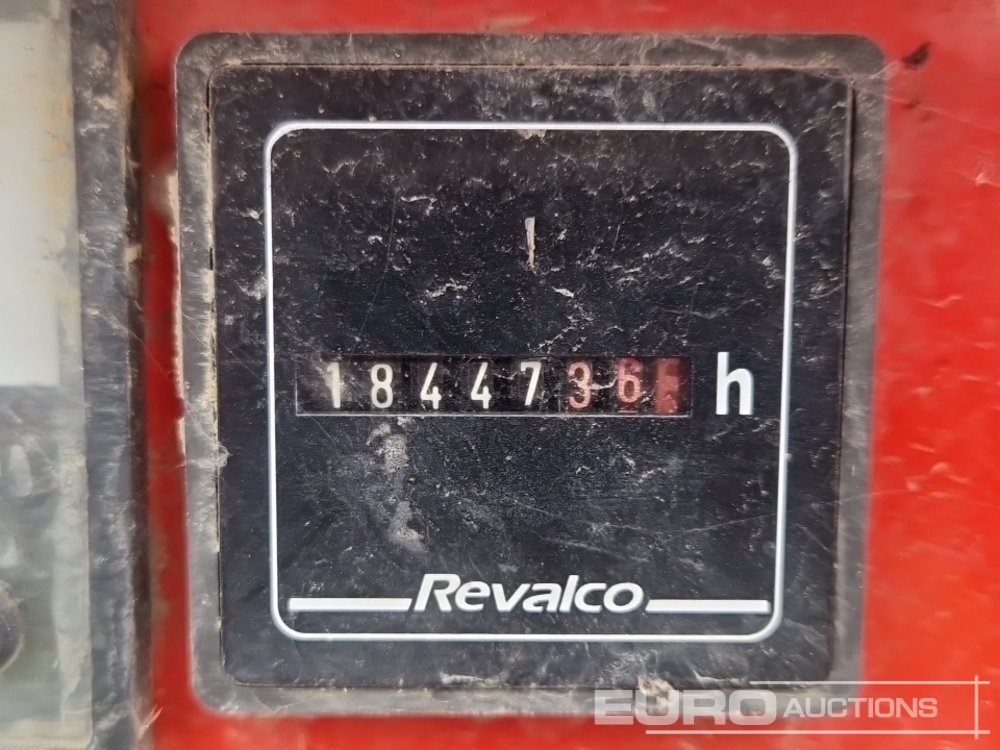 1844736 h
Revalco
EURO AUCTIONS